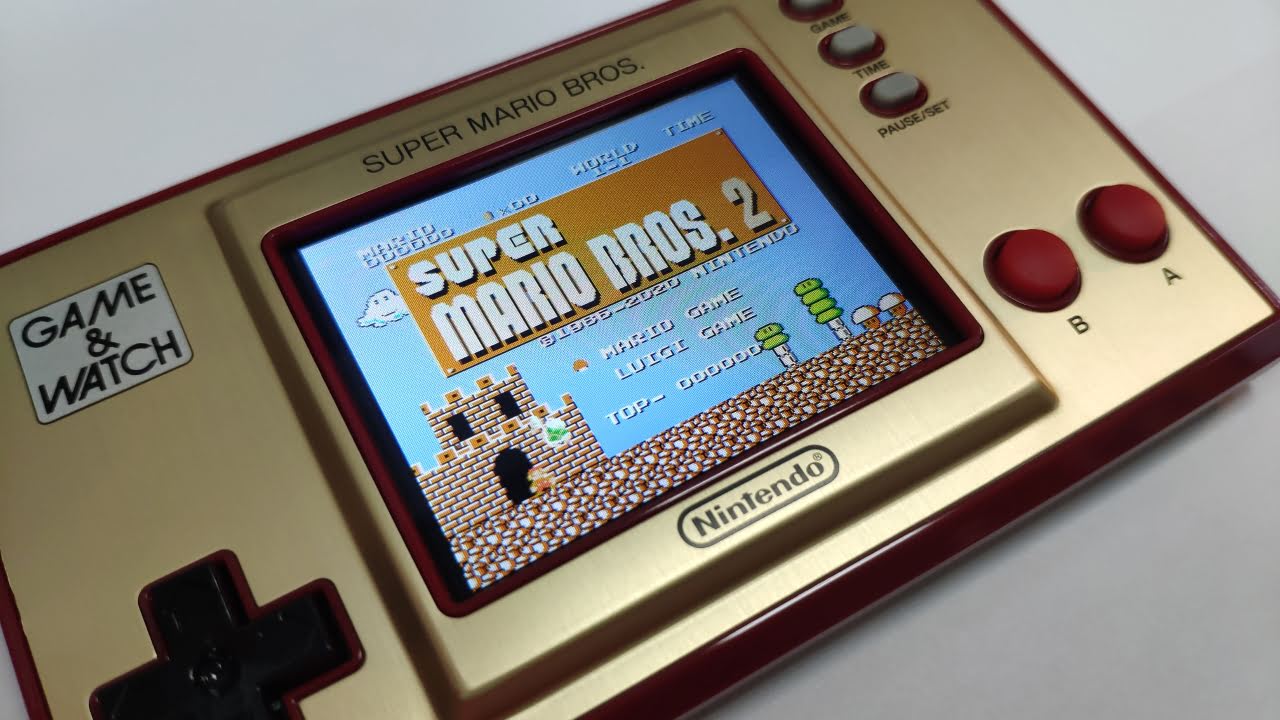 GAME
TIME
PAUSE/SET
SUPER MARIO BROS.
GAME
&
WATCH
MARIO WORLD TIME
000000 ×00 1-1
SUPER
MARIO BROS. 2
©1986-2020 NINTENDO
MARIO GAME
LUIGI GAME
TOP- 000000
Nintendo®
B
A